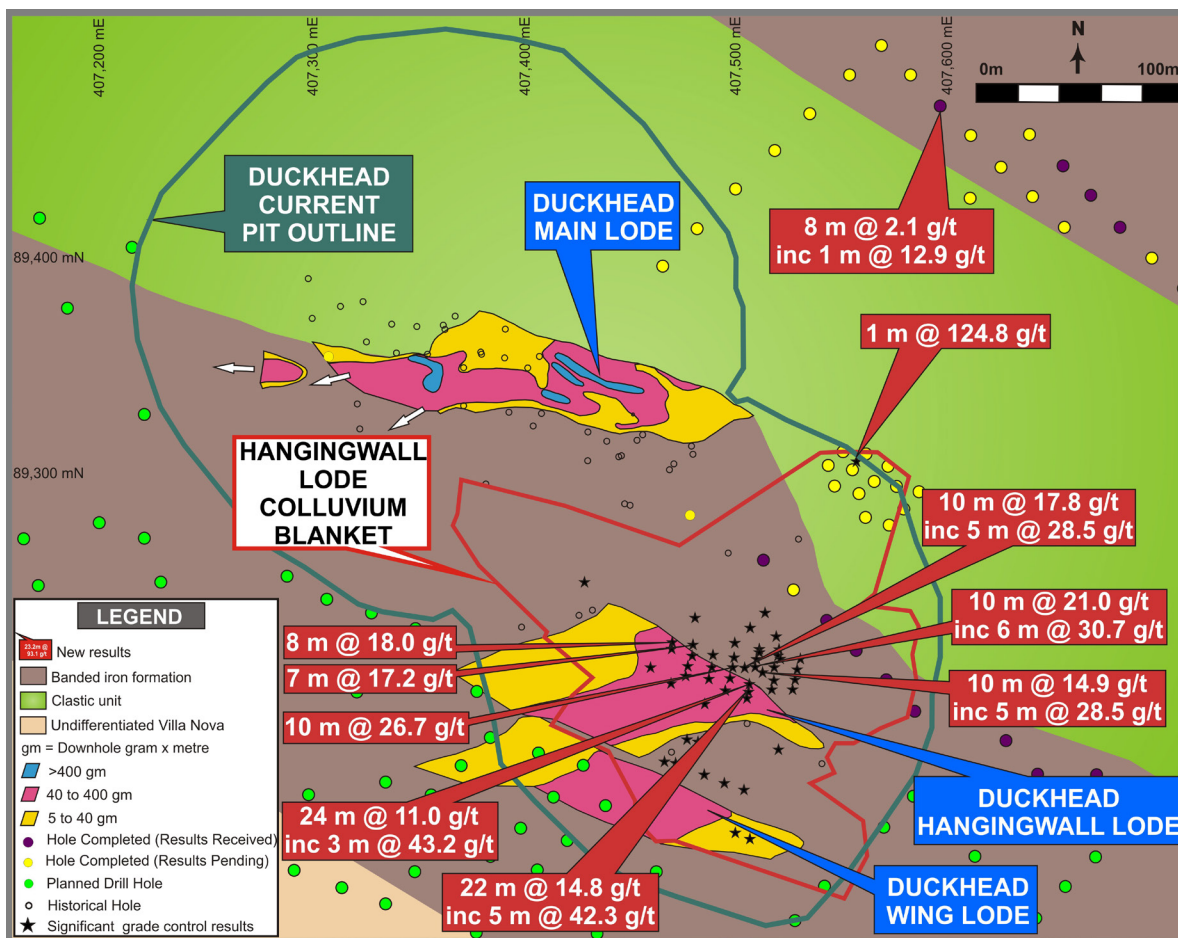 407,200 mE
407,300 mE
407,400 mE
407,500 mE
407,600 mE
N
0m
100m
DUCKHEAD
CURRENT
PIT OUTLINE
DUCKHEAD
MAIN LODE
8 m @ 2.1 g/t
inc 1 m @ 12.9 g/t
89,400 mN
1 m @ 124.8 g/t
89,300 mN
HANGINGWALL
LODE
COLLUVIUM
BLANKET
10 m @ 17.8 g/t
inc 5 m @ 28.5 g/t
10 m @ 21.0 g/t
inc 6 m @ 30.7 g/t
8 m @ 18.0 g/t
7 m @ 17.2 g/t
10 m @ 14.9 g/t
inc 5 m @ 28.5 g/t
10 m @ 26.7 g/t
24 m @ 11.0 g/t
inc 3 m @ 43.2 g/t
DUCKHEAD
HANGINGWALL LODE
22 m @ 14.8 g/t
inc 5 m @ 42.3 g/t
DUCKHEAD
WING LODE
LEGEND
23.2m @
93.1 g/t
New results
Banded iron formation
Clastic unit
Undifferentiated Villa Nova
gm = Downhole gram x metre
>400 gm
40 to 400 gm
5 to 40 gm
Hole Completed (Results Received)
Hole Completed (Results Pending)
Planned Drill Hole
Historical Hole
Significant grade control results